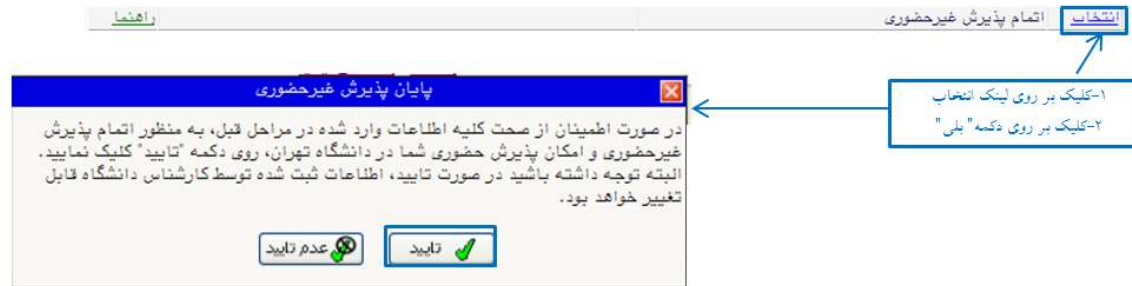 انتخاب اتمام پذیرش غیرحضوری راهنما
پایان پذیرش غیرحضوری
در صورت اطمینان از صحت کلیه اطلاعات وارد شده در مراحل قبل، به منظور اتمام پذیرش
غیرحضوری و امکان پذیرش حضوری شما در دانشگاه تهران، روی دکمه "تایید" کلیک نمایید.
البته توجه داشته باشید در صورت تایید، اطلاعات ثبت شده توسط کارشناس دانشگاه قابل
تغییر خواهد بود.
تایید عدم تایید
۱-کلیک بر روی لینک انتخاب
۲-کلیک بر روی دکمه" بلی"